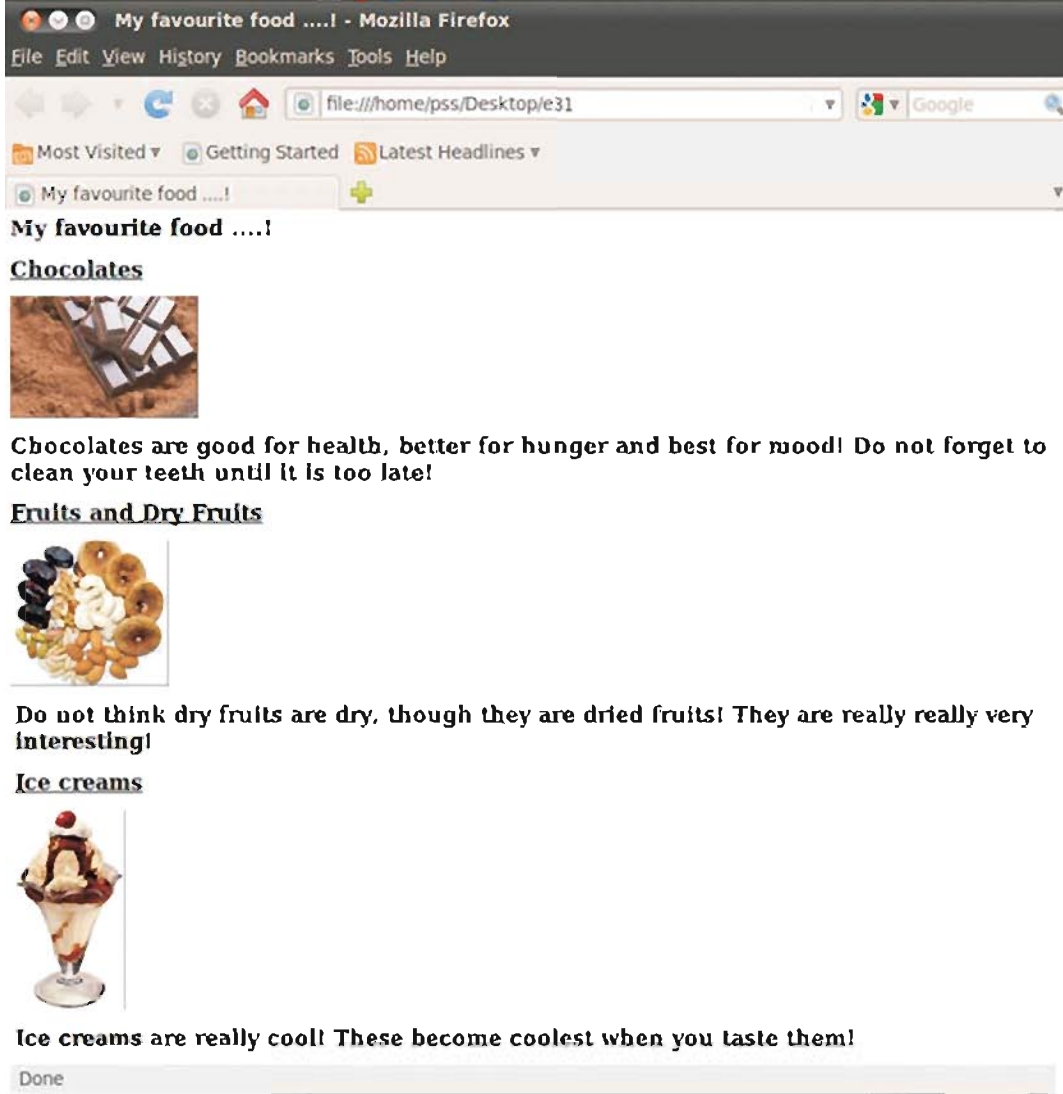 My favourite food ....! - Mozilla Firefox
File Edit View History Bookmarks Tools Help
file:///home/pss/Desktop/e31 Google
Most Visited Getting Started Latest Headlines
My favourite food ....!
My favourite food ....!
Chocolates
Chocolates are good for health, better for hunger and best for mood! Do not forget to
clean your teeth until it is too late!
Fruits and Dry Fruits
Do not think dry fruits are dry, though they are dried fruits! They are really really very
interesting!
Ice creams
Ice creams are really cool! These become coolest when you taste them!
Done